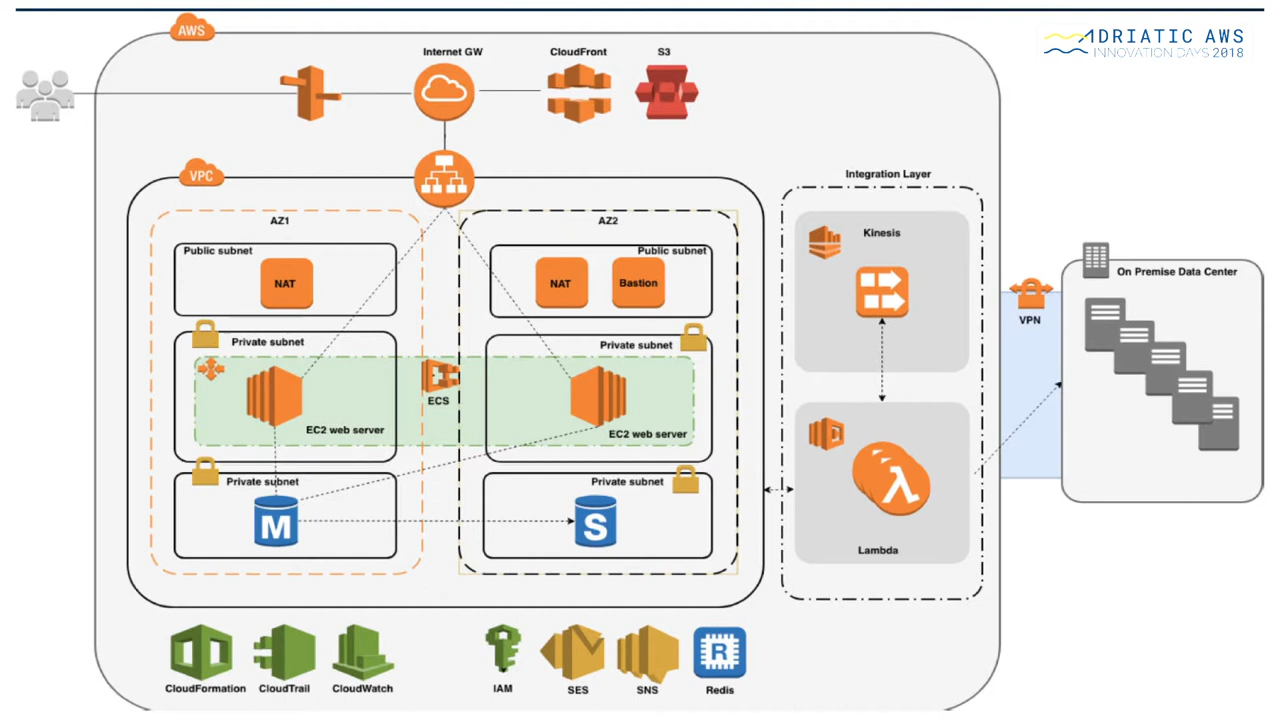 AWS
ADRIATIC AWS
INNOVATION DAYS 2018
Internet GW
CloudFront
S3
VPC
Integration Layer
AZ1
AZ2
Kinesis
Public subnet
Public subnet
NAT
NAT
Bastion
On Premise Data Center
VPN
Private subnet
Private subnet
ECS
EC2 web server
EC2 web server
Private subnet
Private subnet
M
S
λ
Lambda
CloudFormation
CloudTrail
CloudWatch
IAM
SES
SNS
R
Redis